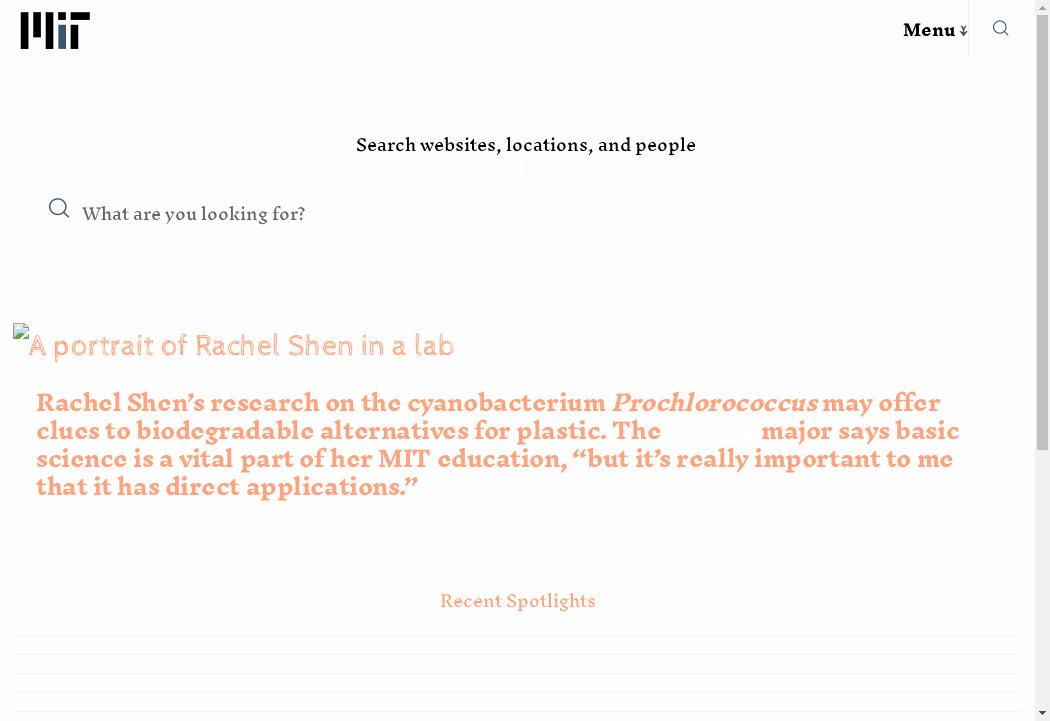 MIT
Menu
Search websites, locations, and people
What are you looking for?
A portrait of Rachel Shen in a lab
Rachel Shen’s research on the cyanobacterium Prochlorococcus may offer
clues to biodegradable alternatives for plastic. The major says basic
science is a vital part of her MIT education, “but it’s really important to me
that it has direct applications.”
Recent Spotlights